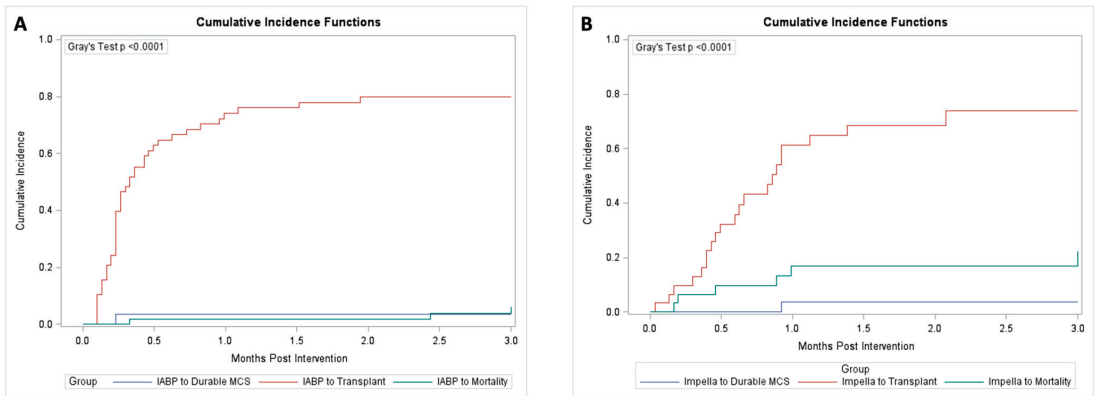 A
Cumulative Incidence Functions
Gray's Test p <0.0001
1.0
0.8
0.6
0.4
0.2
0.0
Cumulative Incidence
0.0 0.5 1.0 1.5 2.0 2.5 3.0
Months Post Intervention
Group IABP to Durable MCS IABP to Transplant IABP to Mortality
B
Cumulative Incidence Functions
Gray's Test p <0.0001
1.0
0.8
0.6
0.4
0.2
0.0
Cumulative Incidence
0.0 0.5 1.0 1.5 2.0 2.5 3.0
Months Post Intervention
Group
Impella to Durable MCS Impella to Transplant Impella to Mortality